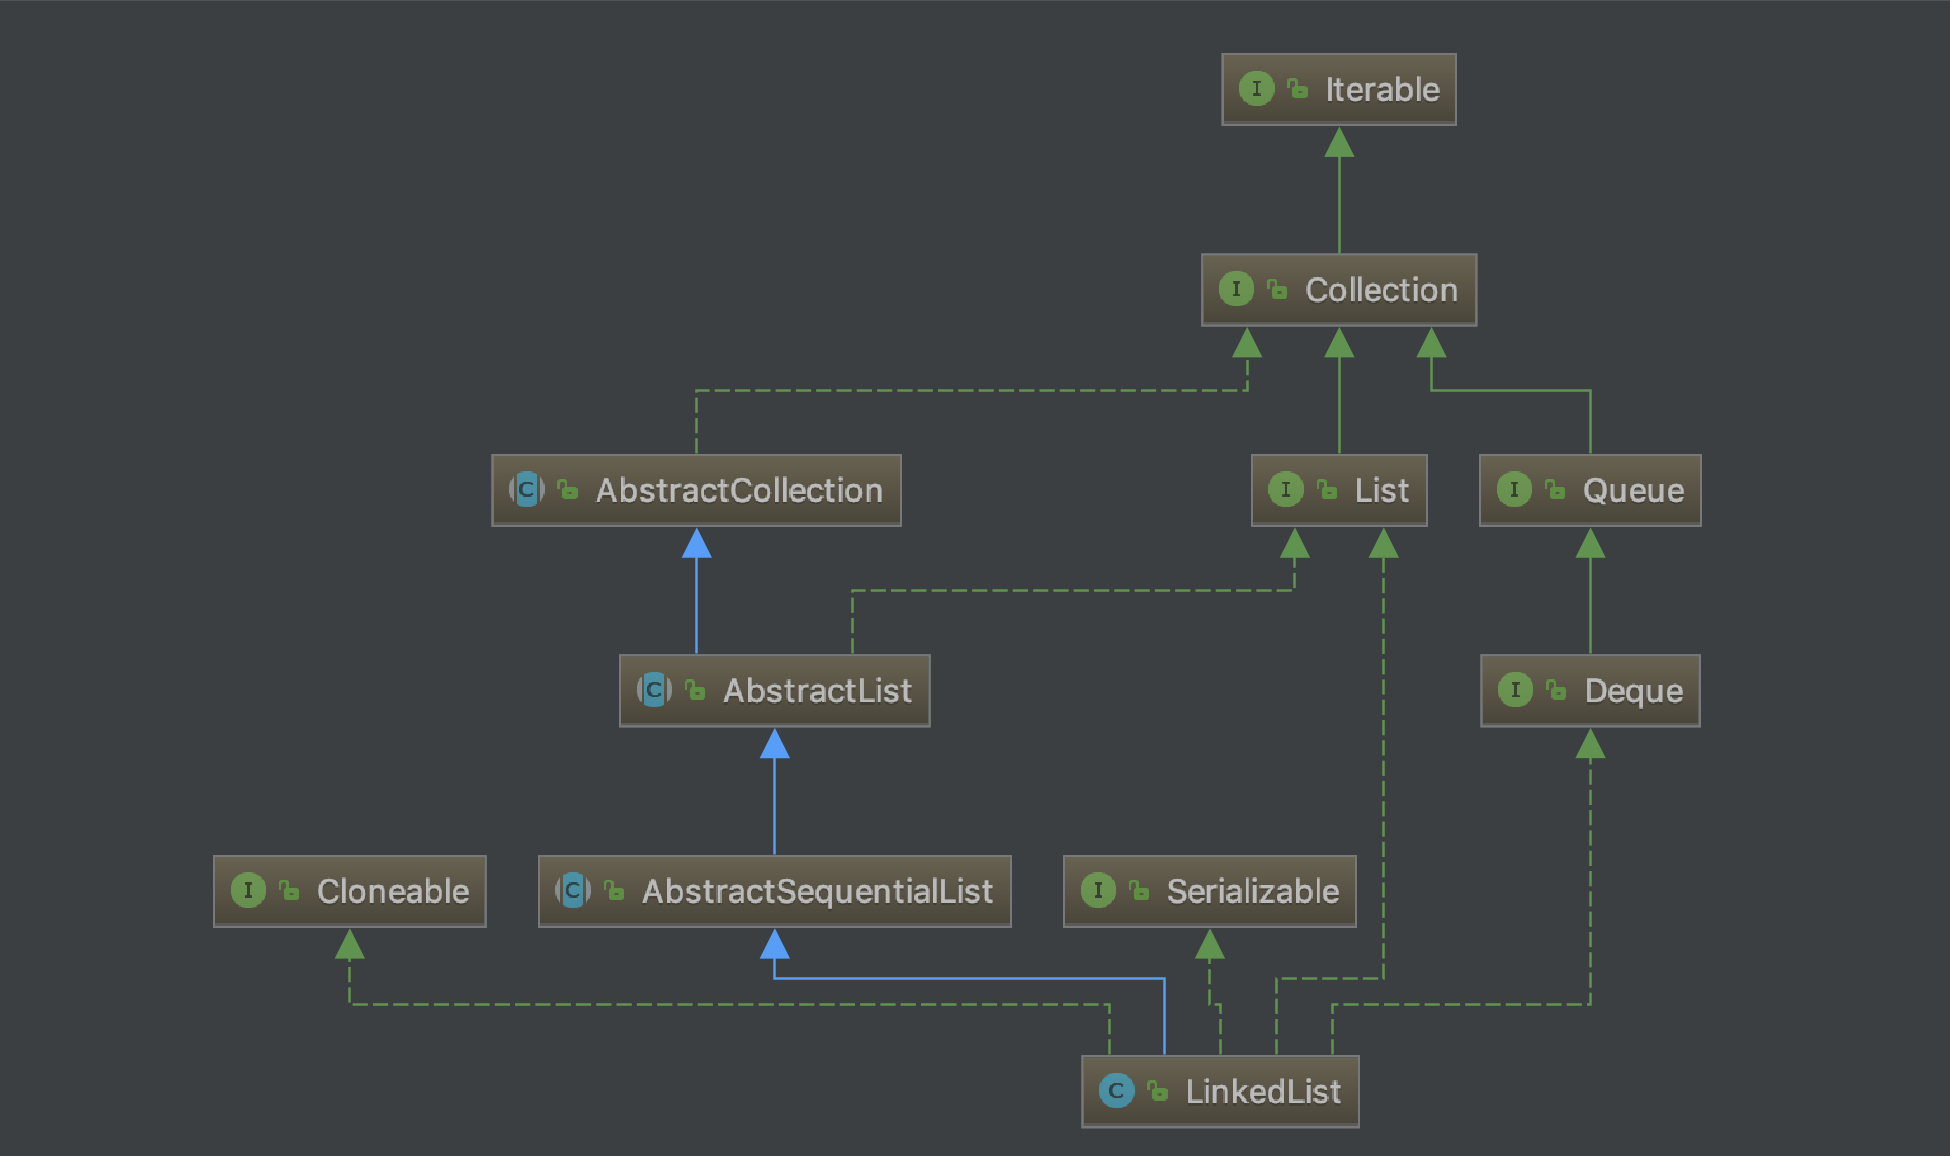 I Iterable
I Collection
C AbstractCollection
I List
I Queue
C AbstractList
I Deque
I Cloneable
C AbstractSequentialList
I Serializable
C LinkedList